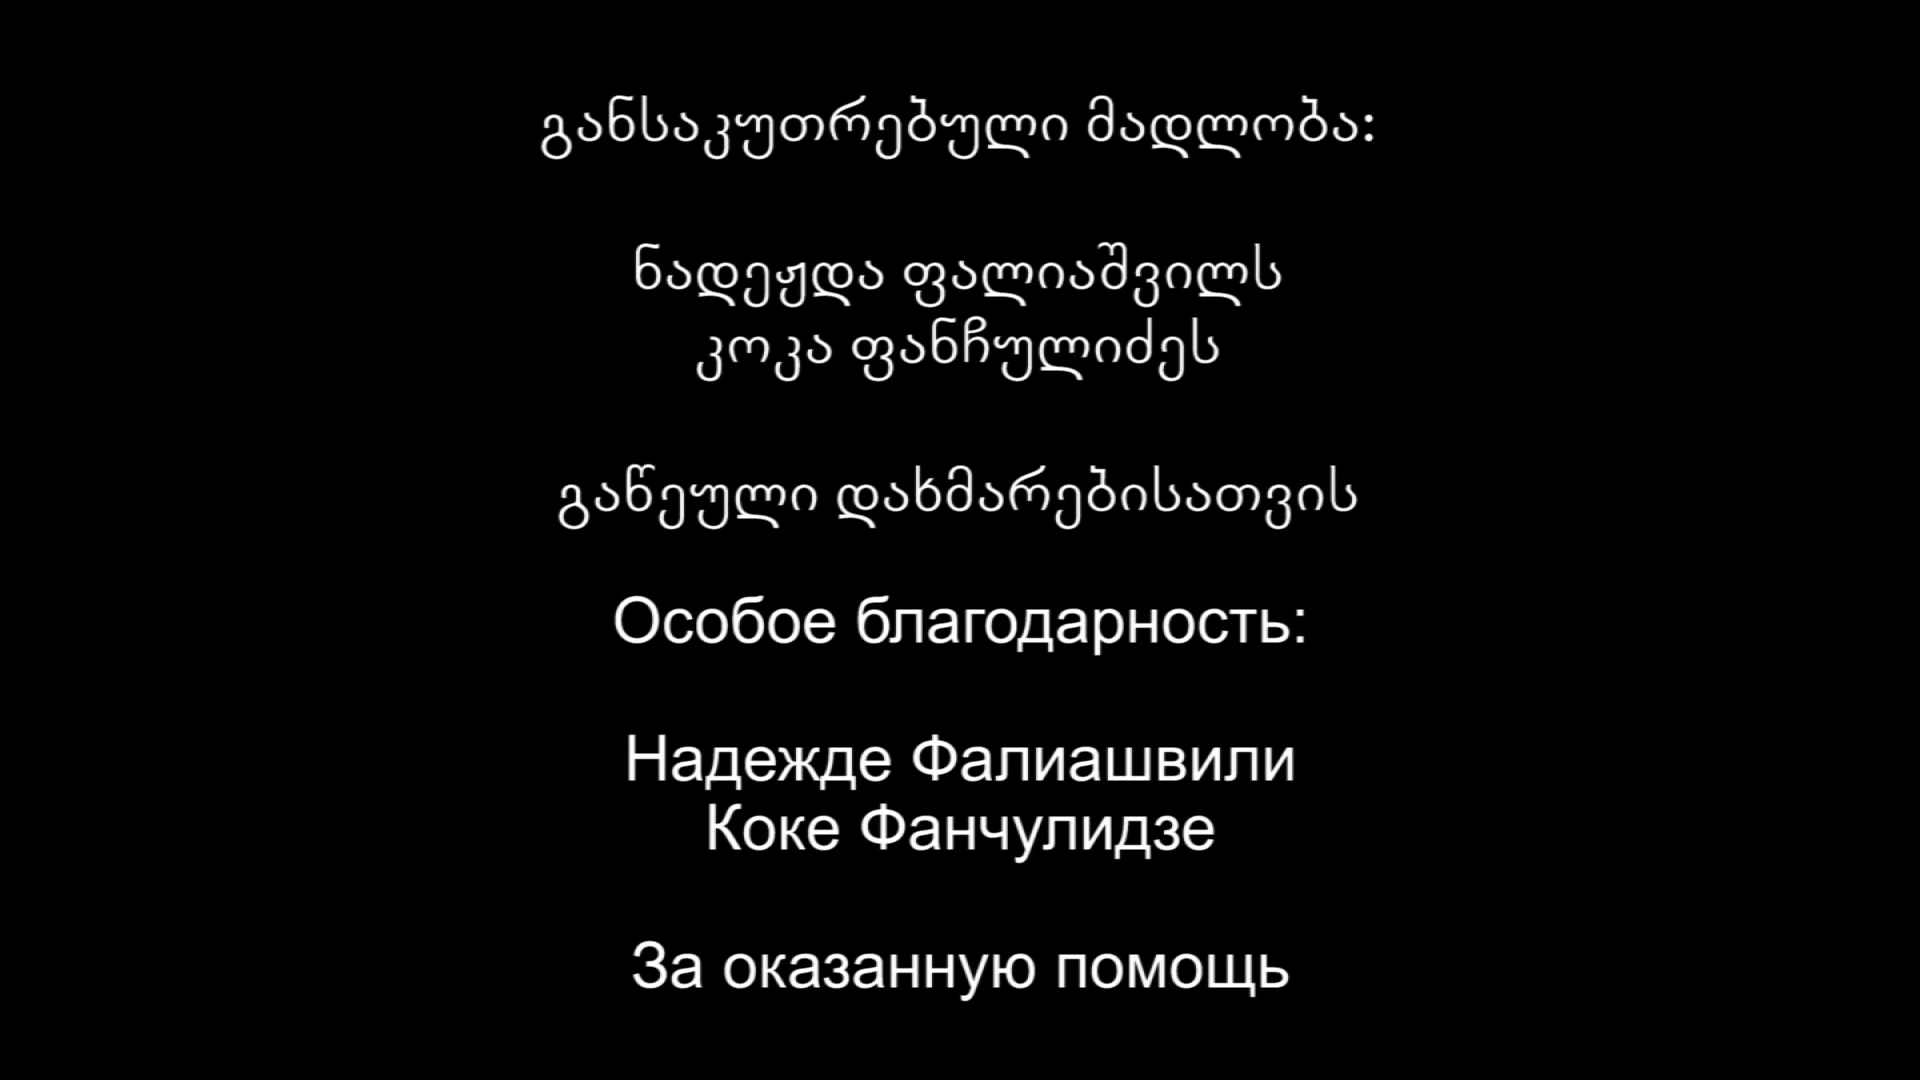 განსაკუთრებული მადლობა:
ნადეჟდა ფალიაშვილს
კოკა ფანჩულიძეს
გაწეული დახმარებისათვის
Особое благодарность:
Надежде Фалиашвили
Коке Фанчулидзе
За оказанную помощь